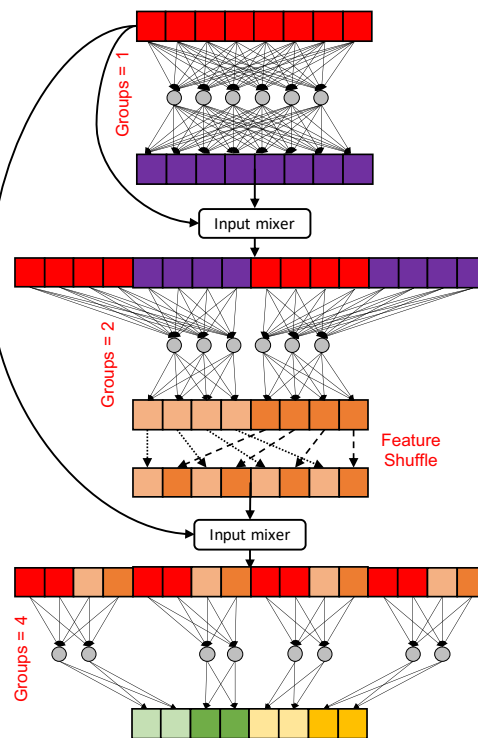 Groups = 1
Input mixer
Groups = 2
Feature
Shuffle
Input mixer
Groups = 4